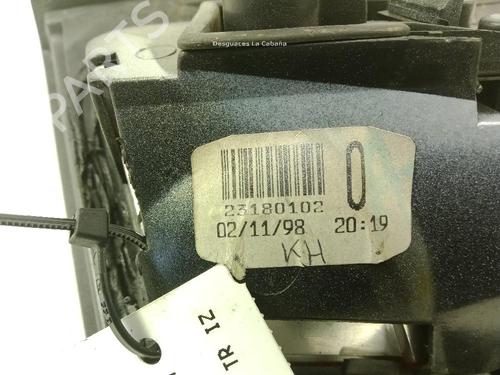 Desguaces La Cabaña
PARTS
0
23180102
02/11/98 20:19
KH
TR IZ